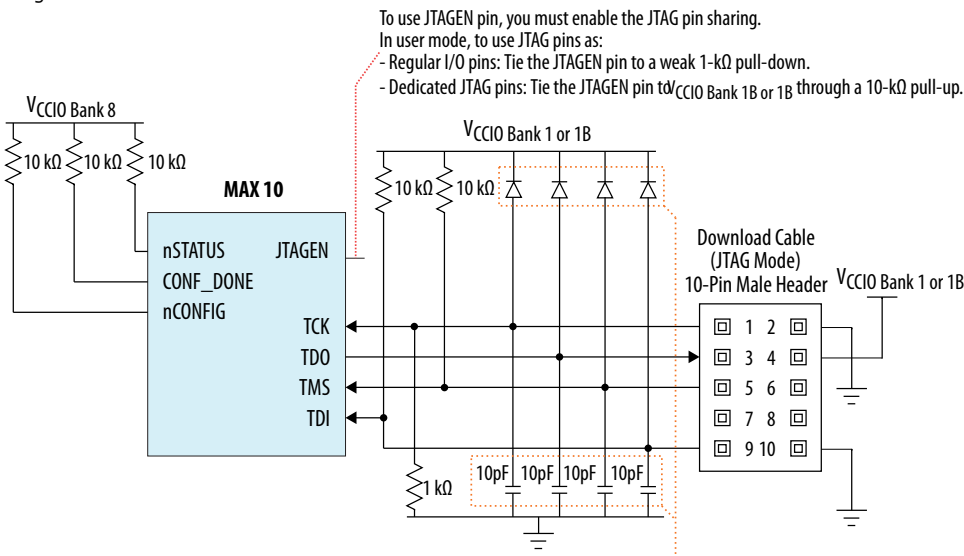 To use JTAGEN pin, you must enable the JTAG pin sharing.
In user mode, to use JTAG pins as:
- Regular I/O pins: Tie the JTAGEN pin to a weak 1-kΩ pull-down.
- Dedicated JTAG pins: Tie the JTAGEN pin to VCCIO Bank 1B or 1B through a 10-kΩ pull-up.
VCCIO Bank 8
10 kΩ 10 kΩ 10 kΩ
VCCIO Bank 1 or 1B
10 kΩ 10 kΩ
MAX 10
nSTATUS JTAGEN
CONF_DONE
nCONFIG
TCK
TDO
TMS
TDI
1 kΩ
10pF 10pF 10pF 10pF
Download Cable
(JTAG Mode)
10-Pin Male Header
VCCIO Bank 1 or 1B
1 2
3 4
5 6
7 8
9 10